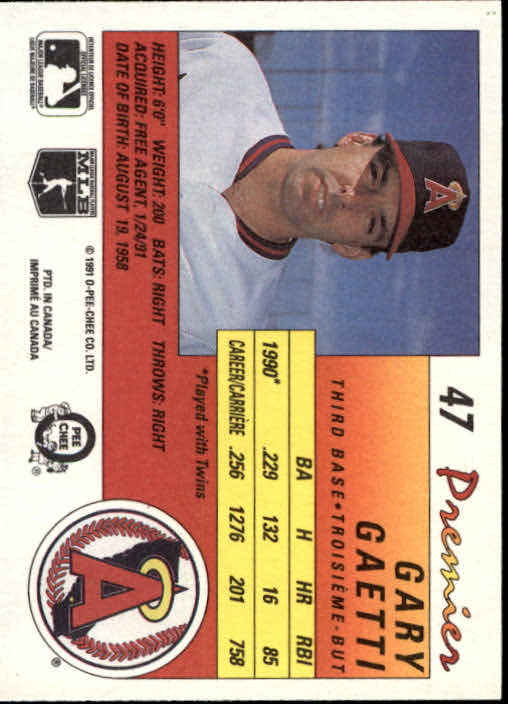 47 Premier
GARY
GAETTI
THIRD BASE•TROISIÈME-BUT
BA H HR RBI
1990* .229 132 16 85
CAREER/CARRIÈRE .256 1276 201 758
*Played with Twins
A
HEIGHT: 6'0" WEIGHT: 200 BATS: RIGHT THROWS: RIGHT
ACQUIRED: FREE AGENT, 1/24/91
DATE OF BIRTH: AUGUST 19, 1958
A
®
MLB
© 1991 O-PEE-CHEE CO. LTD.
PTD. IN CANADA/
IMPRIMÉ AU CANADA
O
PEE
CHEE
®